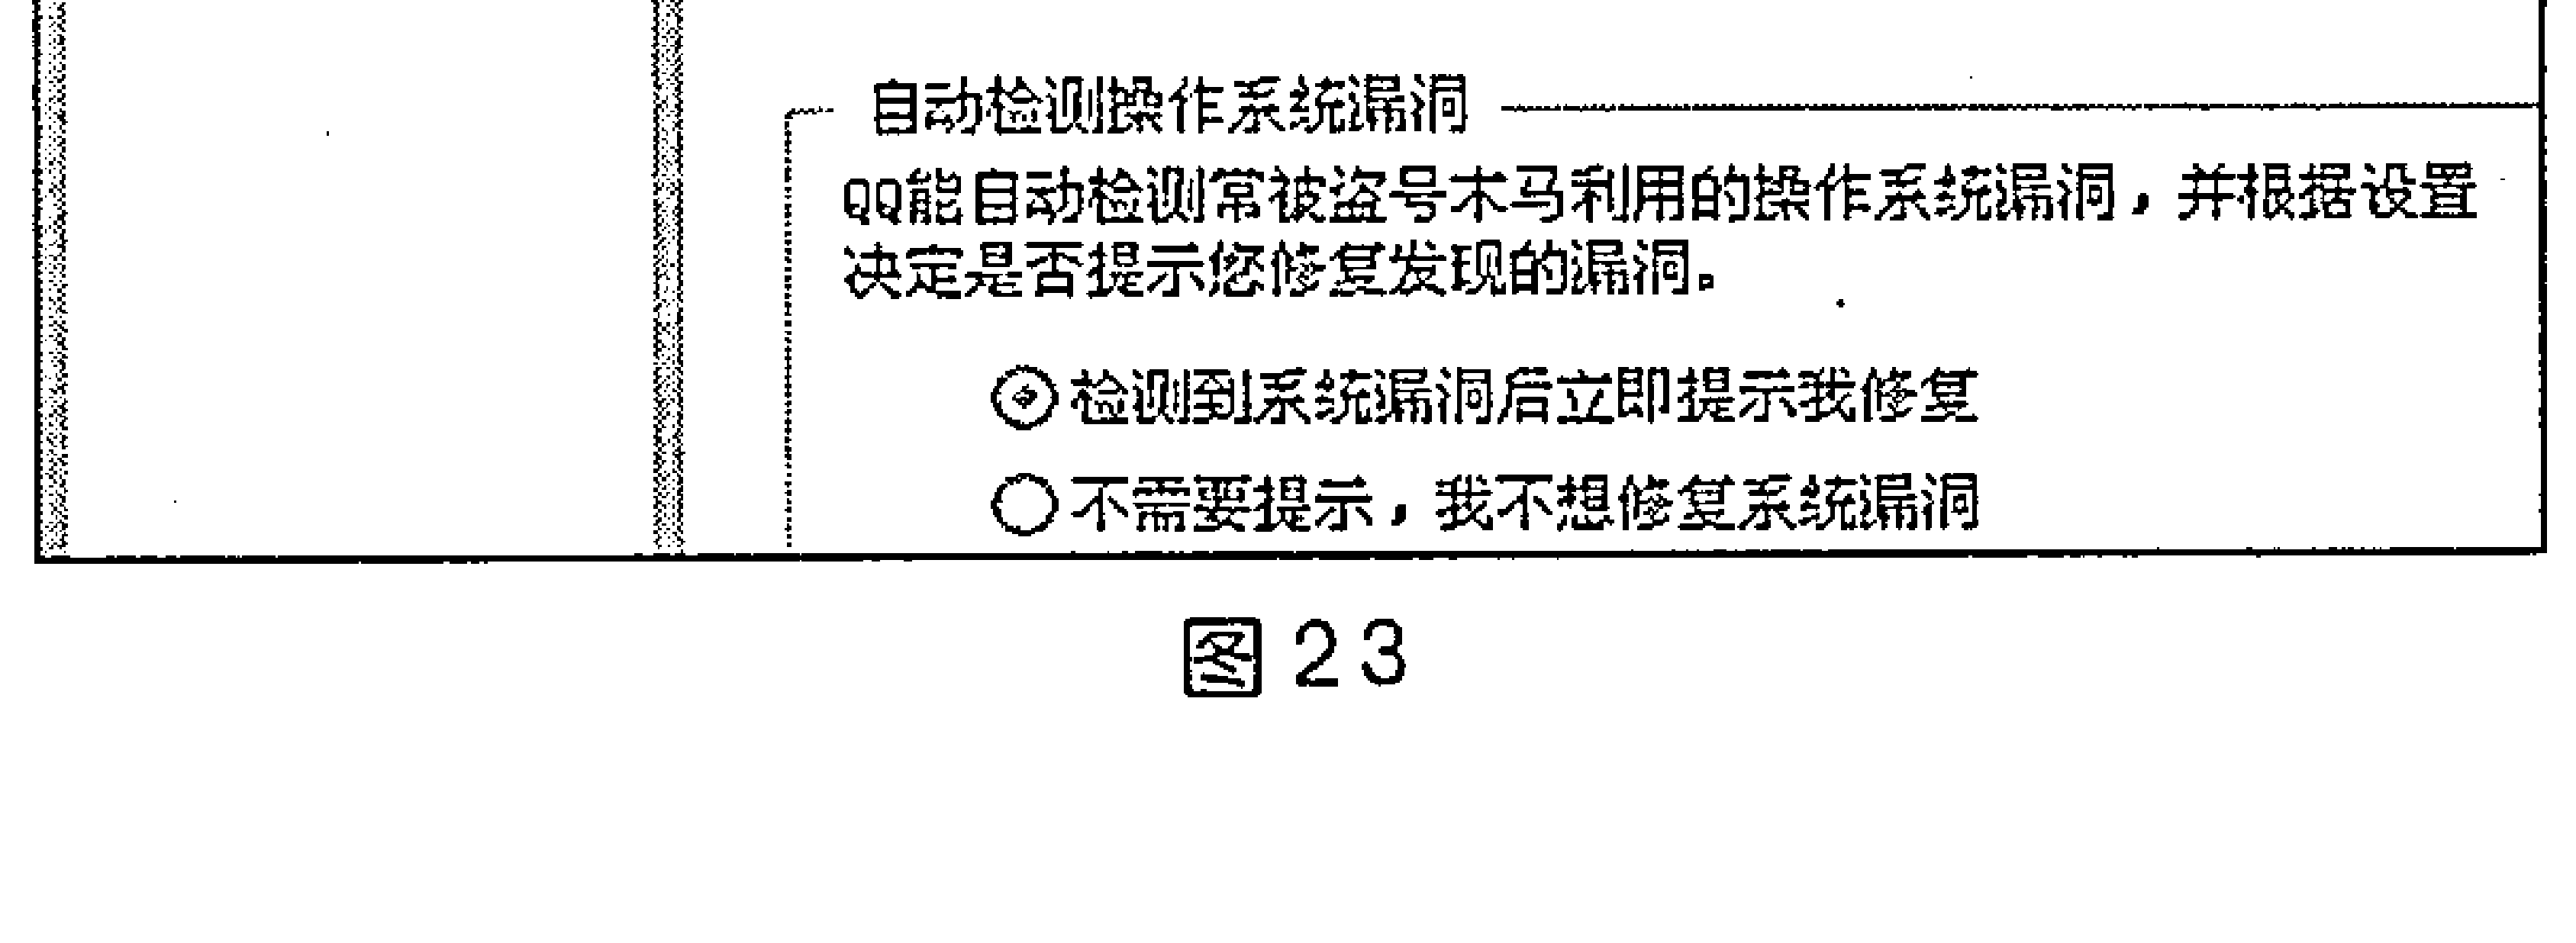 自动检测操作系统漏洞
QQ能自动检测常被盗号木马利用的操作系统漏洞，并根据设置
决定是否提示您修复发现的漏洞。
检测到系统漏洞后立即提示我修复
不需要提示，我不想修复系统漏洞
图 23